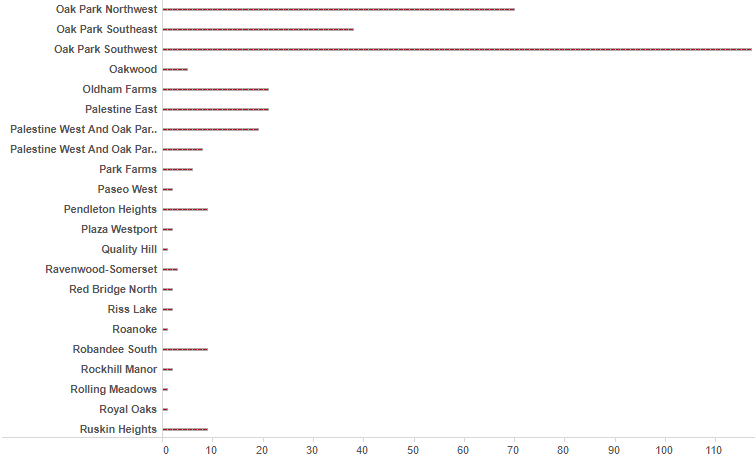 Oak Park Northwest
Oak Park Southeast
Oak Park Southwest
Oakwood
Oldham Farms
Palestine East
Palestine West And Oak Par..
Palestine West And Oak Par..
Park Farms
Paseo West
Pendleton Heights
Plaza Westport
Quality Hill
Ravenwood-Somerset
Red Bridge North
Riss Lake
Roanoke
Robandee South
Rockhill Manor
Rolling Meadows
Royal Oaks
Ruskin Heights
0 10 20 30 40 50 60 70 80 90 100 110